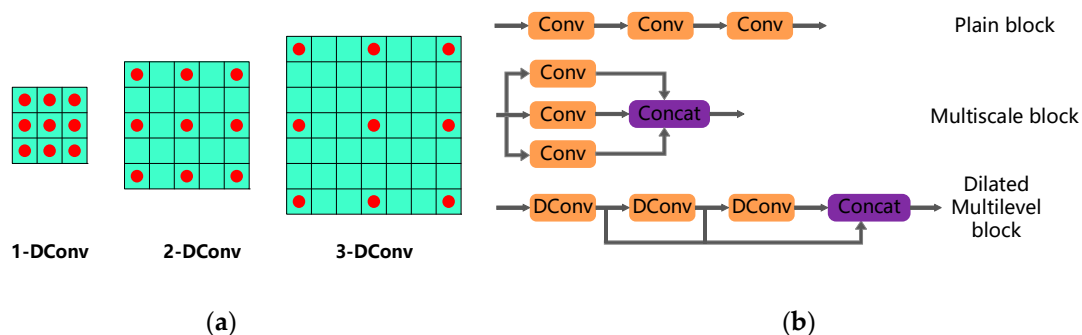 1-DConv
2-DConv
3-DConv
(a)
Conv Conv Conv
Plain block
Conv
Conv
Conv
Concat
Multiscale block
DConv DConv DConv Concat
Dilated
Multilevel
block
(b)